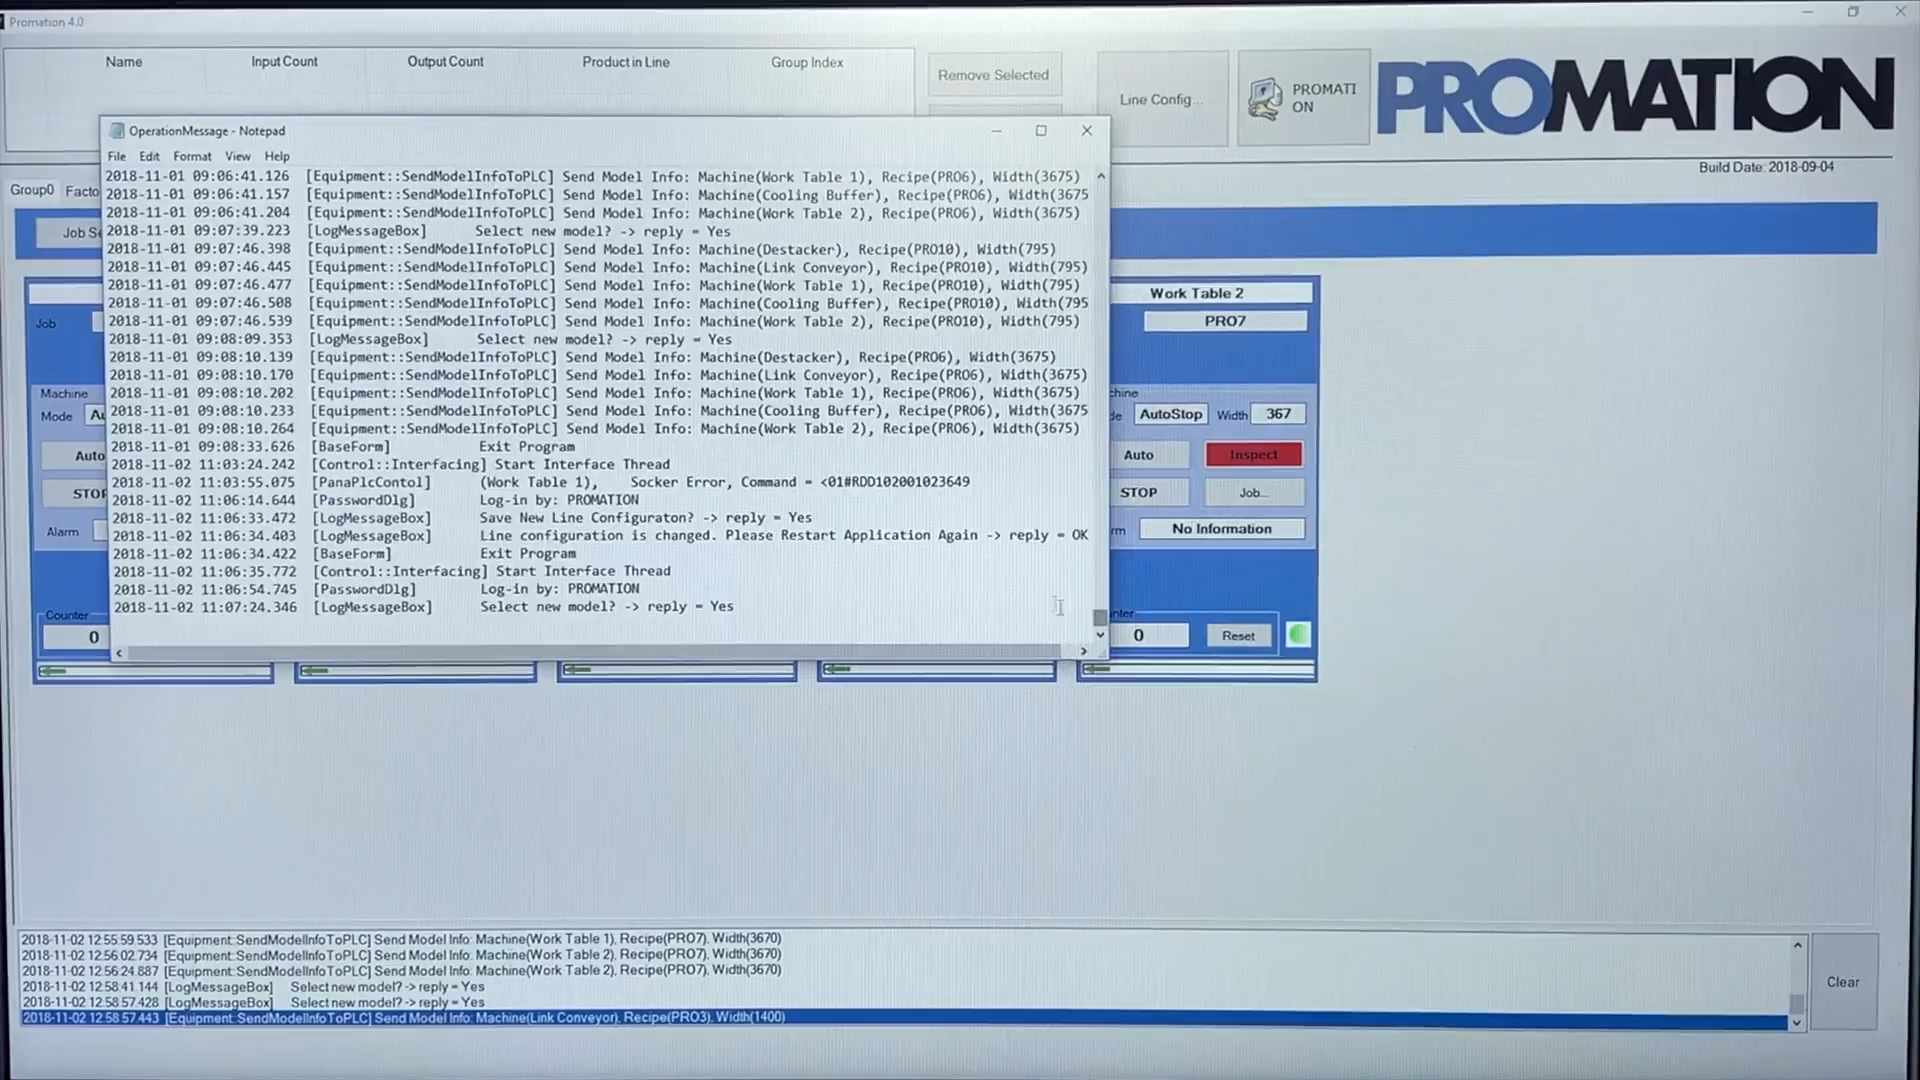 Promation 4.0
Name Input Count Output Count Product in Line Group Index
Remove Selected
Line Config...
PROMATI
ON
PROMATION
Build Date: 2018-09-04
OperationMessage - Notepad
File Edit Format View Help
2018-11-01 09:06:41.126 [Equipment::SendModelInfoToPLC] Send Model Info: Machine(Work Table 1), Recipe(PRO6), Width(3675)
2018-11-01 09:06:41.157 [Equipment::SendModelInfoToPLC] Send Model Info: Machine(Cooling Buffer), Recipe(PRO6), Width(3675
2018-11-01 09:06:41.204 [Equipment::SendModelInfoToPLC] Send Model Info: Machine(Work Table 2), Recipe(PRO6), Width(3675)
2018-11-01 09:07:39.223 [LogMessageBox] Select new model? -> reply = Yes
2018-11-01 09:07:46.398 [Equipment::SendModelInfoToPLC] Send Model Info: Machine(Destacker), Recipe(PRO10), Width(795)
2018-11-01 09:07:46.445 [Equipment::SendModelInfoToPLC] Send Model Info: Machine(Link Conveyor), Recipe(PRO10), Width(795)
2018-11-01 09:07:46.477 [Equipment::SendModelInfoToPLC] Send Model Info: Machine(Work Table 1), Recipe(PRO10), Width(795)
2018-11-01 09:07:46.508 [Equipment::SendModelInfoToPLC] Send Model Info: Machine(Cooling Buffer), Recipe(PRO10), Width(795
2018-11-01 09:07:46.539 [Equipment::SendModelInfoToPLC] Send Model Info: Machine(Work Table 2), Recipe(PRO10), Width(795)
2018-11-01 09:08:09.353 [LogMessageBox] Select new model? -> reply = Yes
2018-11-01 09:08:10.139 [Equipment::SendModelInfoToPLC] Send Model Info: Machine(Destacker), Recipe(PRO6), Width(3675)
2018-11-01 09:08:10.170 [Equipment::SendModelInfoToPLC] Send Model Info: Machine(Link Conveyor), Recipe(PRO6), Width(3675)
2018-11-01 09:08:10.202 [Equipment::SendModelInfoToPLC] Send Model Info: Machine(Work Table 1), Recipe(PRO6), Width(3675)
2018-11-01 09:08:10.233 [Equipment::SendModelInfoToPLC] Send Model Info: Machine(Cooling Buffer), Recipe(PRO6), Width(3675
2018-11-01 09:08:10.264 [Equipment::SendModelInfoToPLC] Send Model Info: Machine(Work Table 2), Recipe(PRO6), Width(3675)
2018-11-01 09:08:33.626 [BaseForm] Exit Program
2018-11-02 11:03:24.242 [Control::Interfacing] Start Interface Thread
2018-11-02 11:03:55.075 [PanaPlcContol] (Work Table 1), Socker Error, Command = <01#RDD102001023649
2018-11-02 11:06:14.644 [PasswordDlg] Log-in by: PROMATION
2018-11-02 11:06:33.472 [LogMessageBox] Save New Line Configuraton? -> reply = Yes
2018-11-02 11:06:34.403 [LogMessageBox] Line configuration is changed. Please Restart Application Again -> reply = OK
2018-11-02 11:06:34.422 [BaseForm] Exit Program
2018-11-02 11:06:35.772 [Control::Interfacing] Start Interface Thread
2018-11-02 11:06:54.745 [PasswordDlg] Log-in by: PROMATION
2018-11-02 11:07:24.346 [LogMessageBox] Select new model? -> reply = Yes
Group0 Facto
Job Se
Job
Machine
Mode Au
Auto
STOP
Alarm
Counter
0
Work Table 2
PRO7
chine
de AutoStop Width 367
Auto Inspect
STOP Job...
rm No Information
nter
0 Reset
2018-11-02 12:55:59.533 [Equipment:SendModelInfoToPLC] Send Model Info: Machine(Work Table 1), Recipe(PRO7), Width(3670)
2018-11-02 12:56:02.734 [Equipment:SendModelInfoToPLC] Send Model Info: Machine(Work Table 2), Recipe(PRO7), Width(3670)
2018-11-02 12:56:24.887 [Equipment:SendModelInfoToPLC] Send Model Info: Machine(Work Table 2), Recipe(PRO7), Width(3670)
2018-11-02 12:58:41.144 [LogMessageBox] Select new model? -> reply = Yes
2018-11-02 12:58:57.428 [LogMessageBox] Select new model? -> reply = Yes
2018-11-02 12:58:57.443 [Equipment:SendModelInfoToPLC] Send Model Info: Machine(Link Conveyor), Recipe(PRO3), Width(1400)
Clear